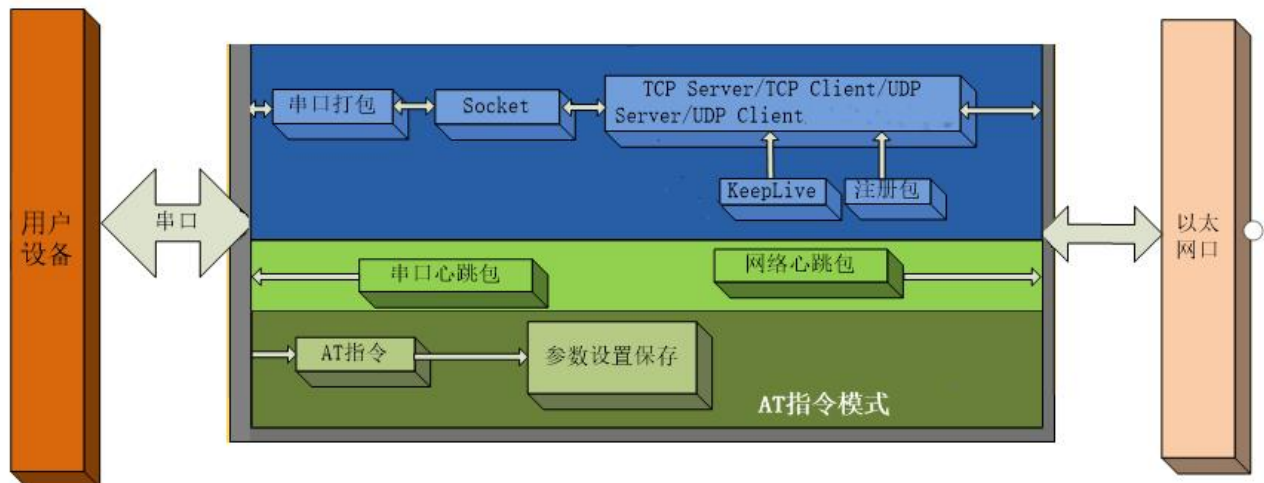 用户
设备
串口
串口打包
Socket
TCP Server/TCP Client/UDP
Server/UDP Client
KeepLive
注册包
串口心跳包
网络心跳包
AT指令
参数设置保存
AT指令模式
以太
网口